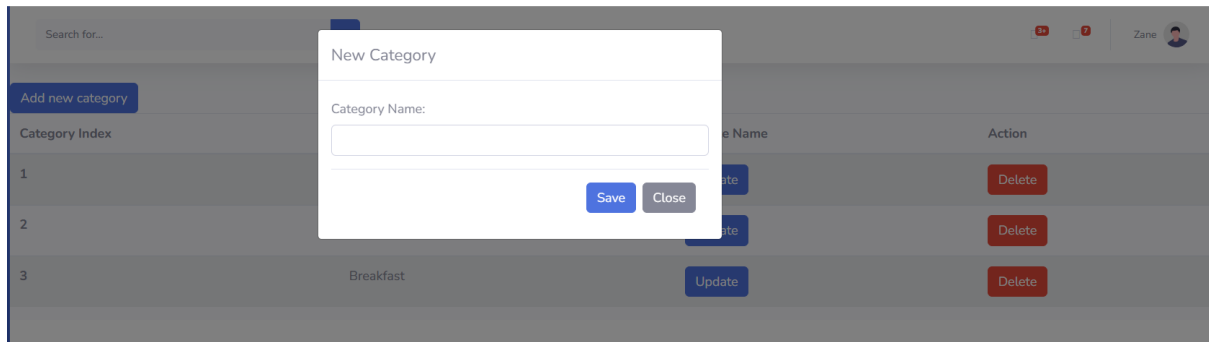 Search for...
3+
7
Zane
New Category
Add new category
Category Name:
Category Index
e Name
Action
1
ate
Delete
Save
Close
2
ate
Delete
3
Breakfast
Update
Delete